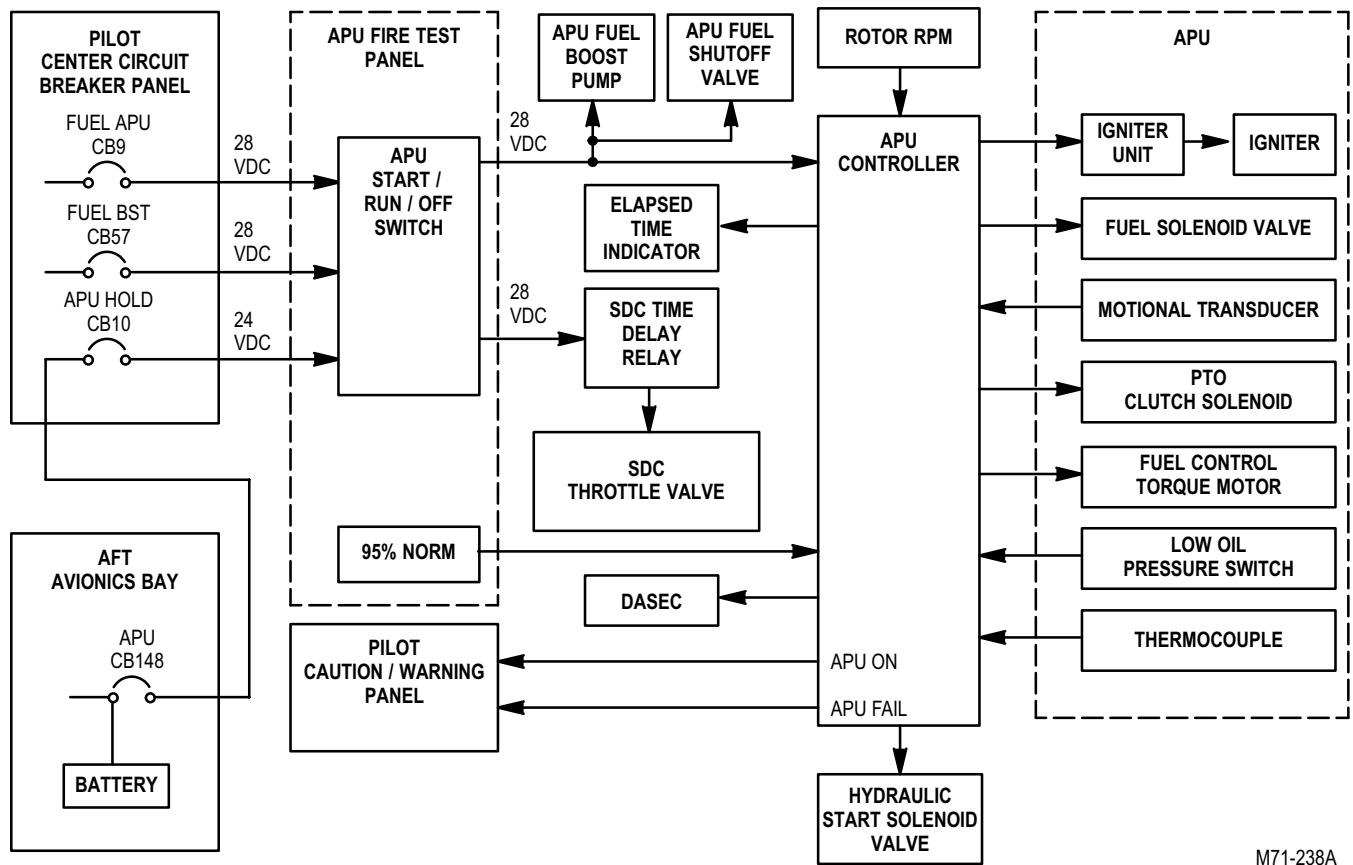 PILOT
CENTER CIRCUIT
BREAKER PANEL
FUEL APU
CB9
28
VDC
FUEL BST
CB57
28
VDC
APU HOLD
CB10
24
VDC
AFT
AVIONICS BAY
APU
CB148
BATTERY
APU FIRE TEST
PANEL
APU
START /
RUN / OFF
SWITCH
95% NORM
PILOT
CAUTION / WARNING
PANEL
28
VDC
APU FUEL
BOOST
PUMP
APU FUEL
SHUTOFF
VALVE
ELAPSED
TIME
INDICATOR
28
VDC
SDC TIME
DELAY
RELAY
SDC
THROTTLE VALVE
DASEC
ROTOR RPM
APU
CONTROLLER
APU ON
APU FAIL
HYDRAULIC
START SOLENOID
VALVE
APU
IGNITER
UNIT
IGNITER
FUEL SOLENOID VALVE
MOTIONAL TRANSDUCER
PTO
CLUTCH SOLENOID
FUEL CONTROL
TORQUE MOTOR
LOW OIL
PRESSURE SWITCH
THERMOCOUPLE
M71-238A